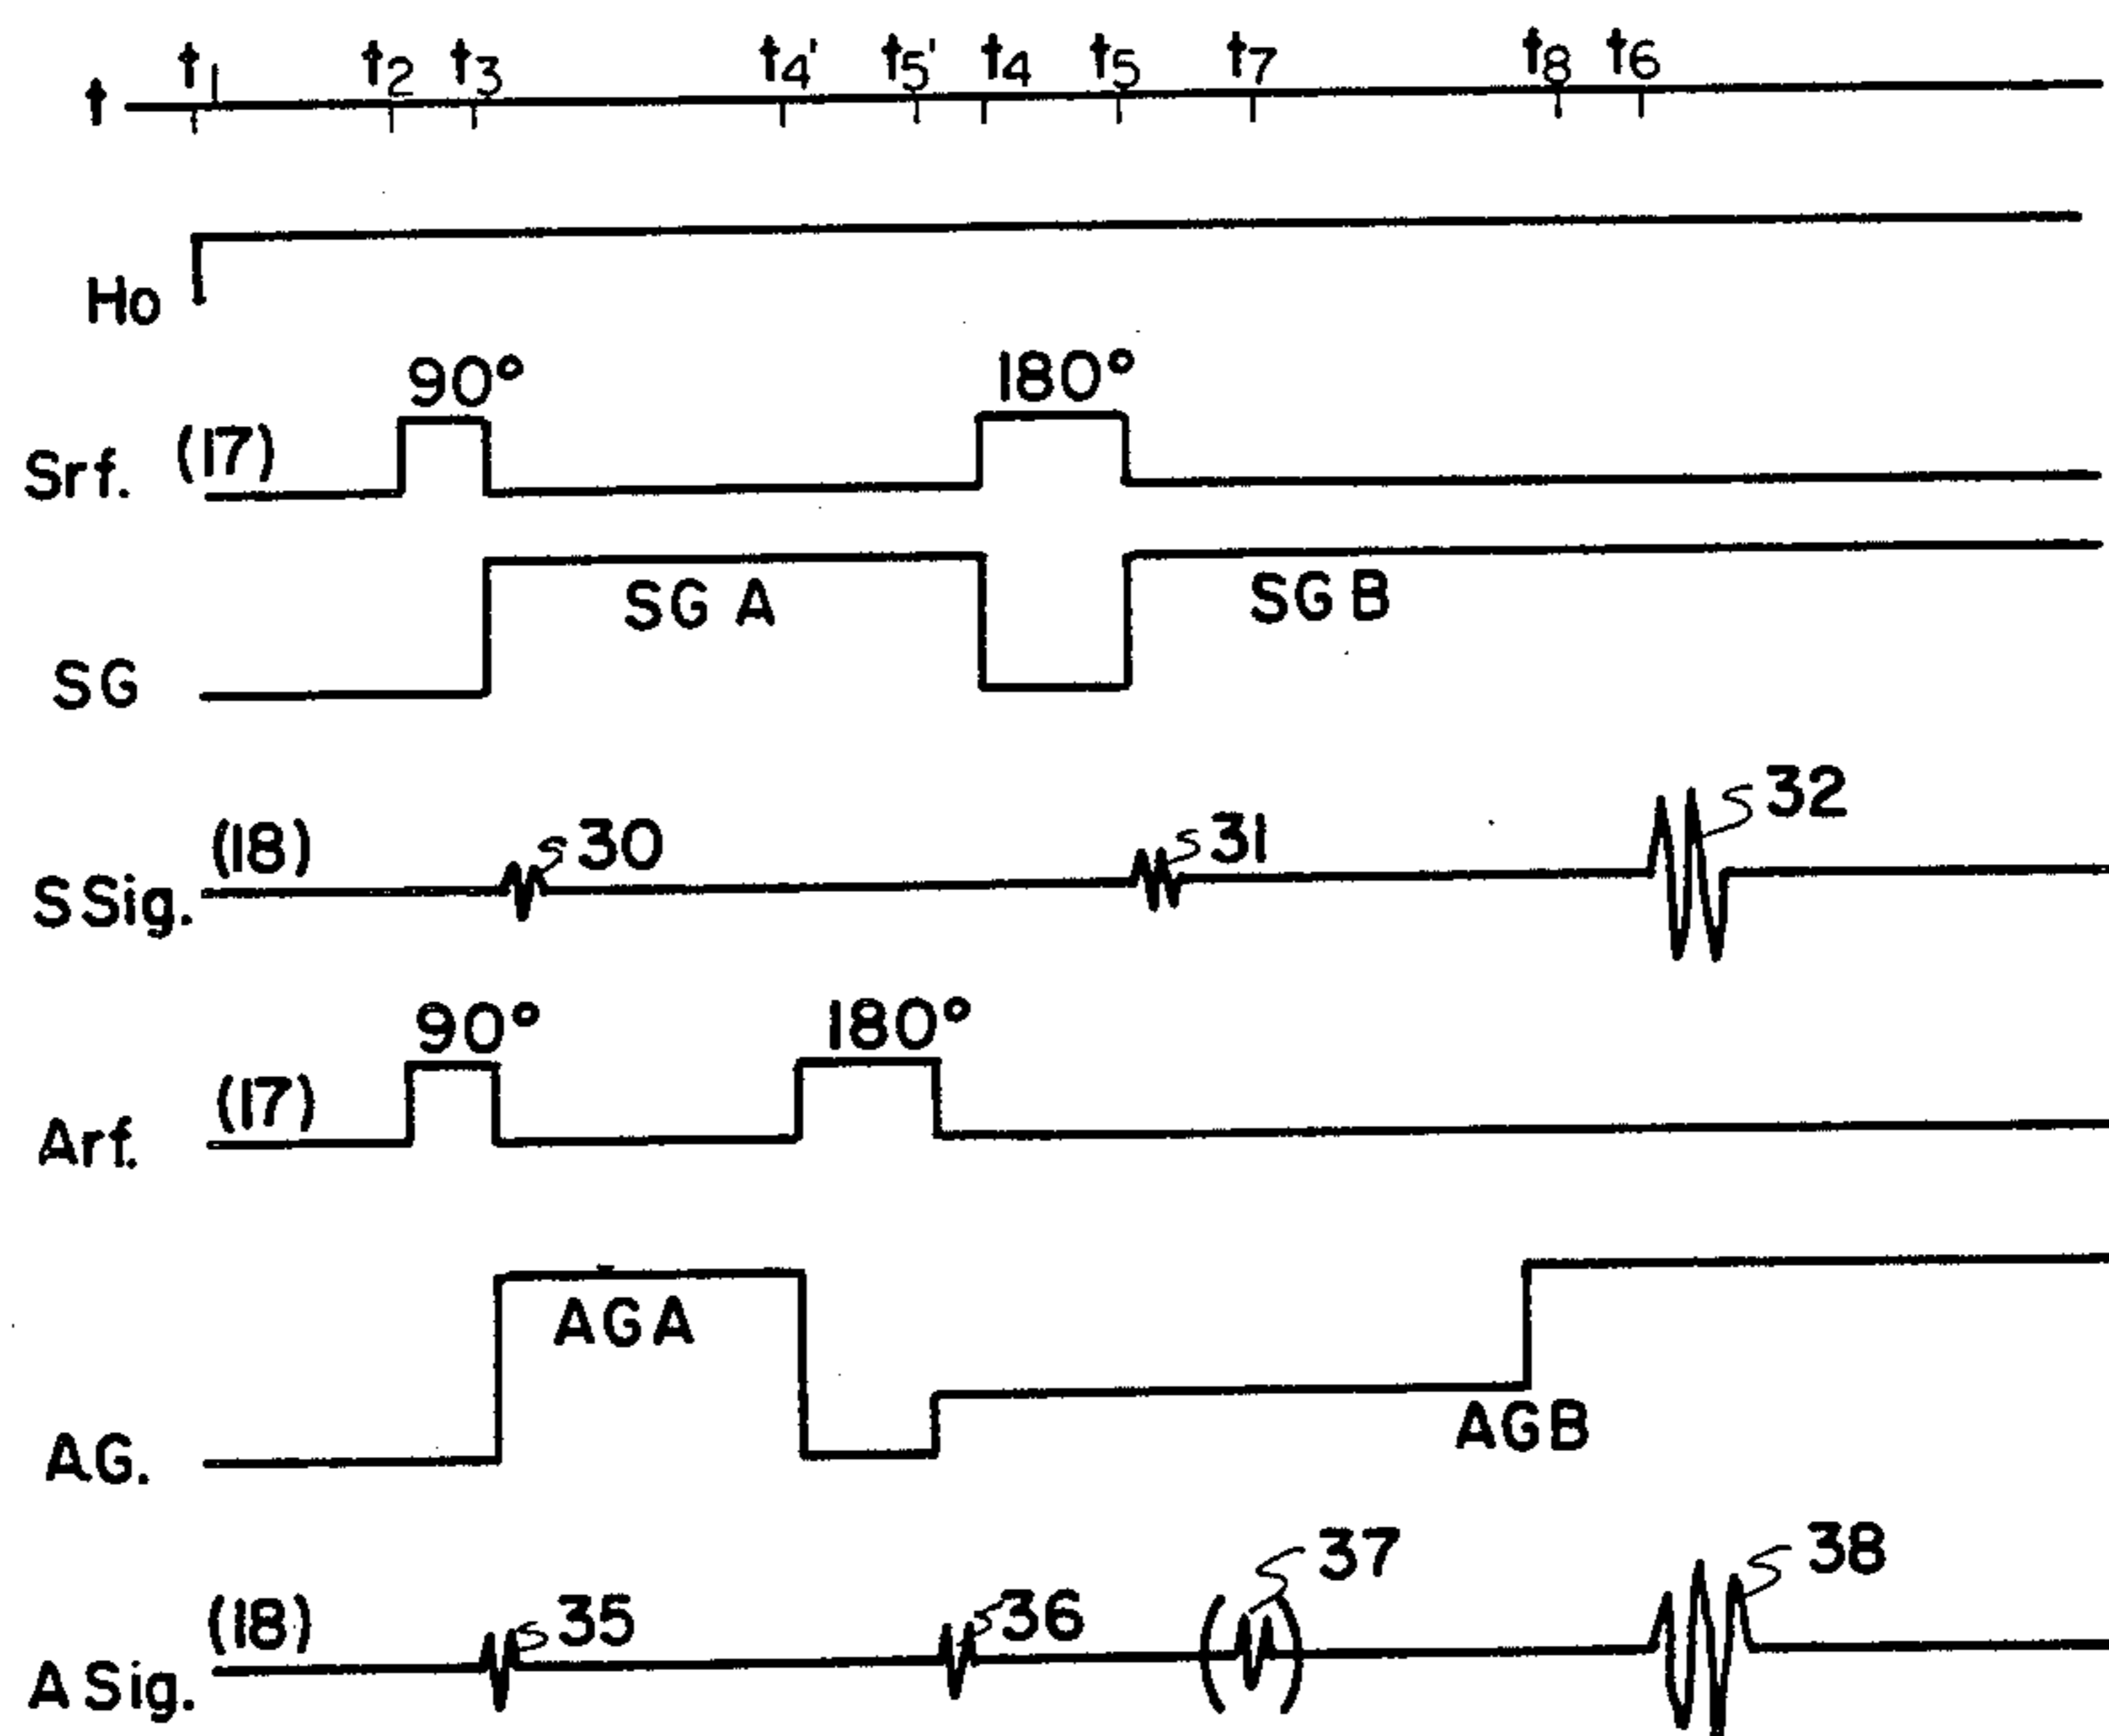 t t1 t2 t3 t4' t5' t4 t5 t7 t8 t6
Ho
90° 180°
Srf. (17)
SG A SG B
SG
32
(18) 30 31
S Sig.
90° 180°
(17)
Arf.
AGA
AGB
AG.
37 38
(18) 35 36
A Sig.